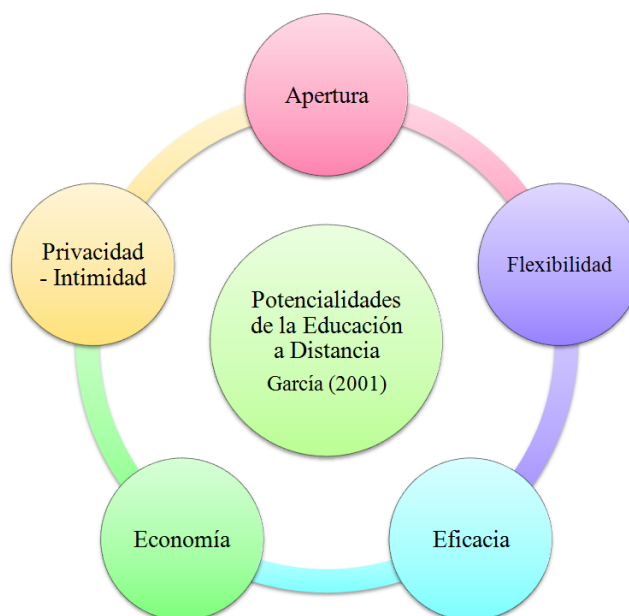 Apertura
Privacidad
- Intimidad
Flexibilidad
Potencialidades
de la Educación
a Distancia
García (2001)
Economía
Eficacia